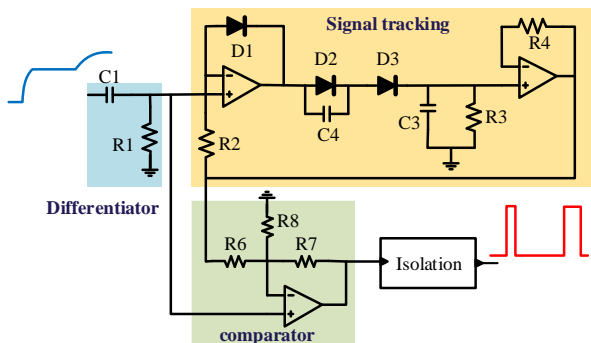 Signal tracking
D1
R4
D2
D3
C1
C4
C3
R3
R1
R2
Differentiator
R8
R6
R7
Isolation
comparator